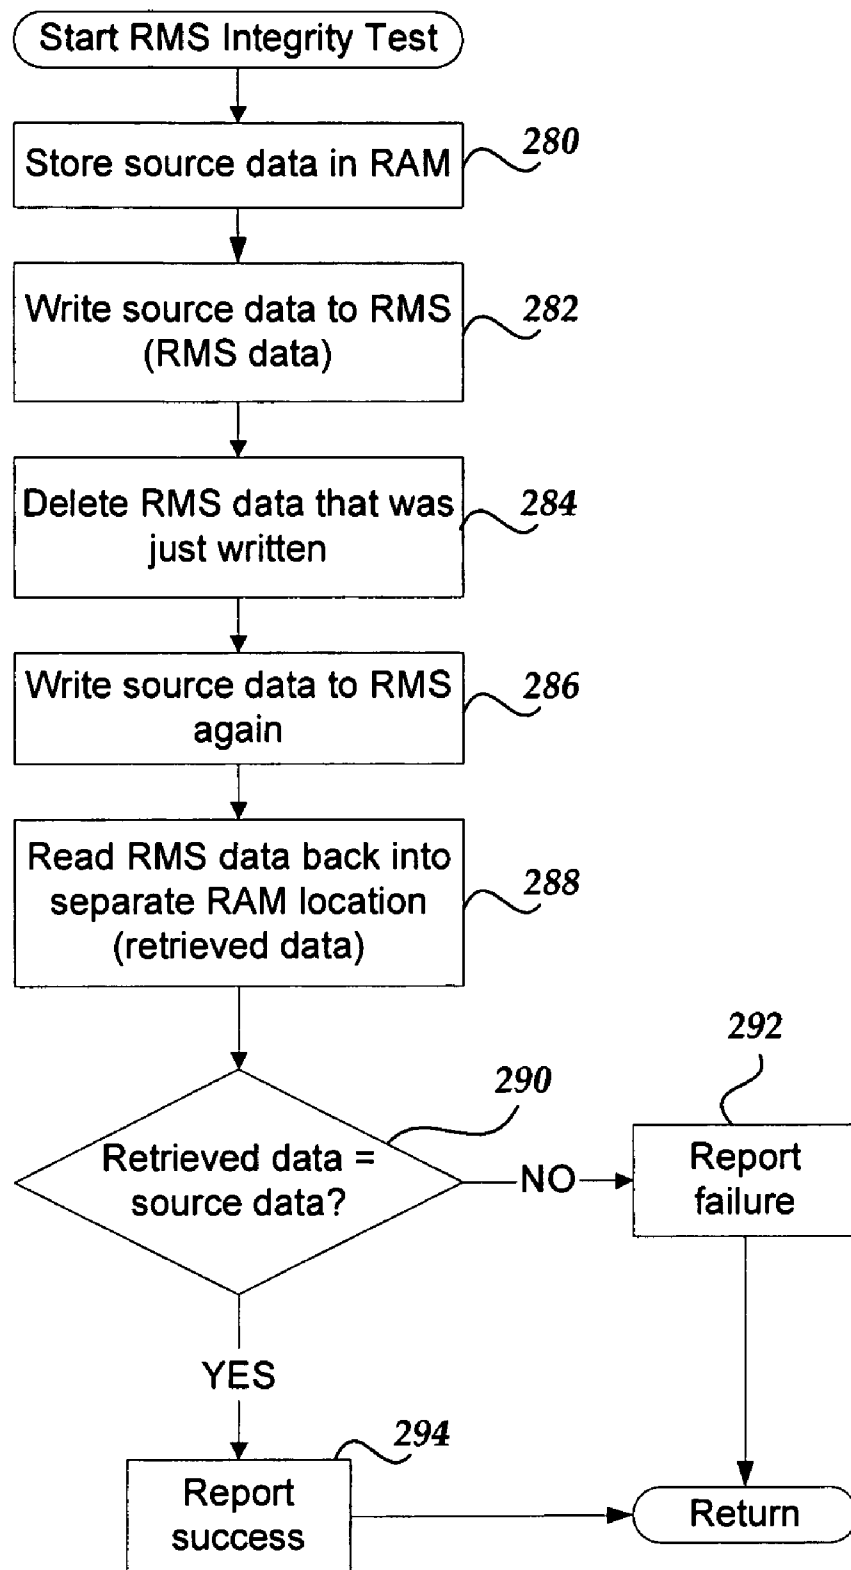 Start RMS Integrity Test
Store source data in RAM
280
Write source data to RMS
(RMS data)
282
Delete RMS data that was
just written
284
Write source data to RMS
again
286
Read RMS data back into
separate RAM location
(retrieved data)
288
290
Retrieved data =
source data?
NO
292
Report
failure
YES
294
Report
success
Return